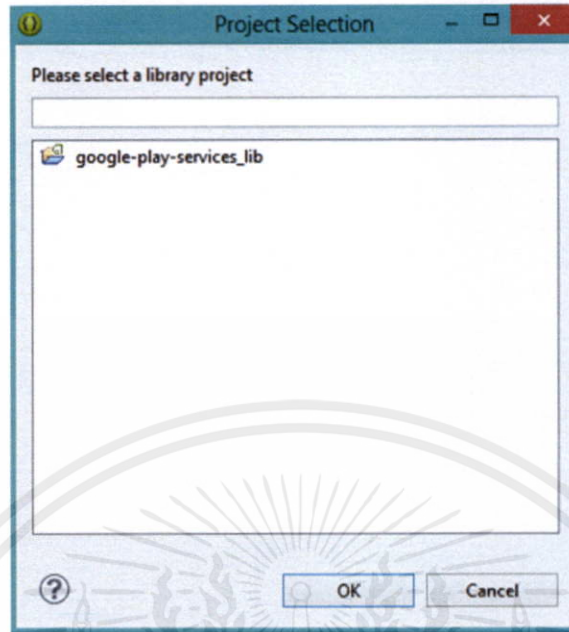 Project Selection
Please select a library project
google-play-services_lib
?
OK
Cancel